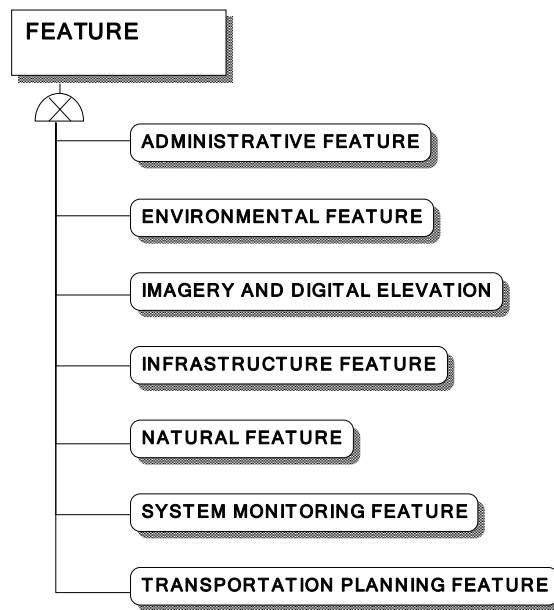 FEATURE
ADMINISTRATIVE FEATURE
ENVIRONMENTAL FEATURE
IMAGERY AND DIGITAL ELEVATION
INFRASTRUCTURE FEATURE
NATURAL FEATURE
SYSTEM MONITORING FEATURE
TRANSPORTATION PLANNING FEATURE